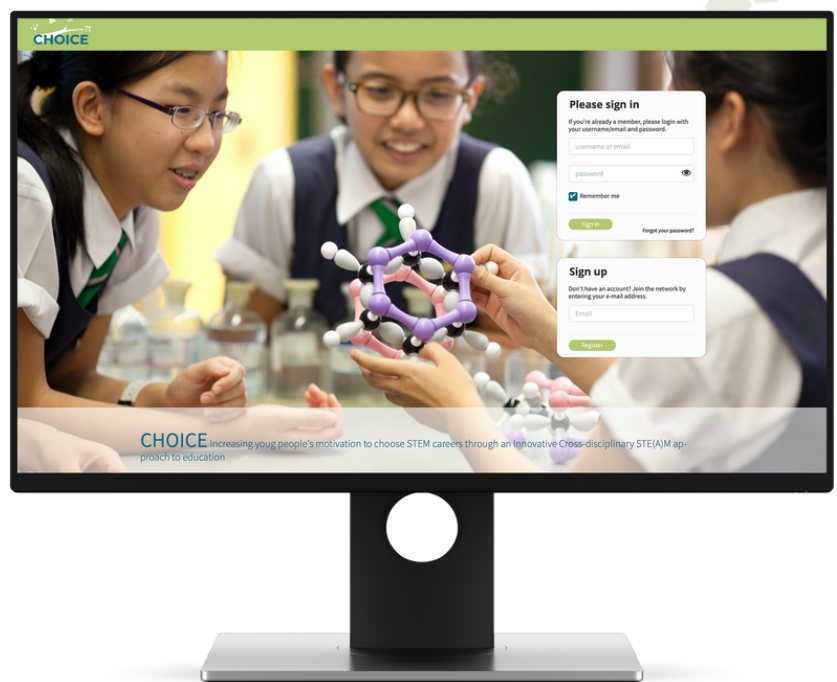 CHOICE
Please sign in
If you're already a member, please login with
your username/email and password.
username or email
password
Remember me
Sign in
Forgot your password?
Sign up
Don't have an account? Join the network by
entering your e-mail address.
Email
Register
CHOICE Increasing youg people's motivation to choose STEM careers through an Innovative Cross-disciplinary STE(A)M ap-
proach to education